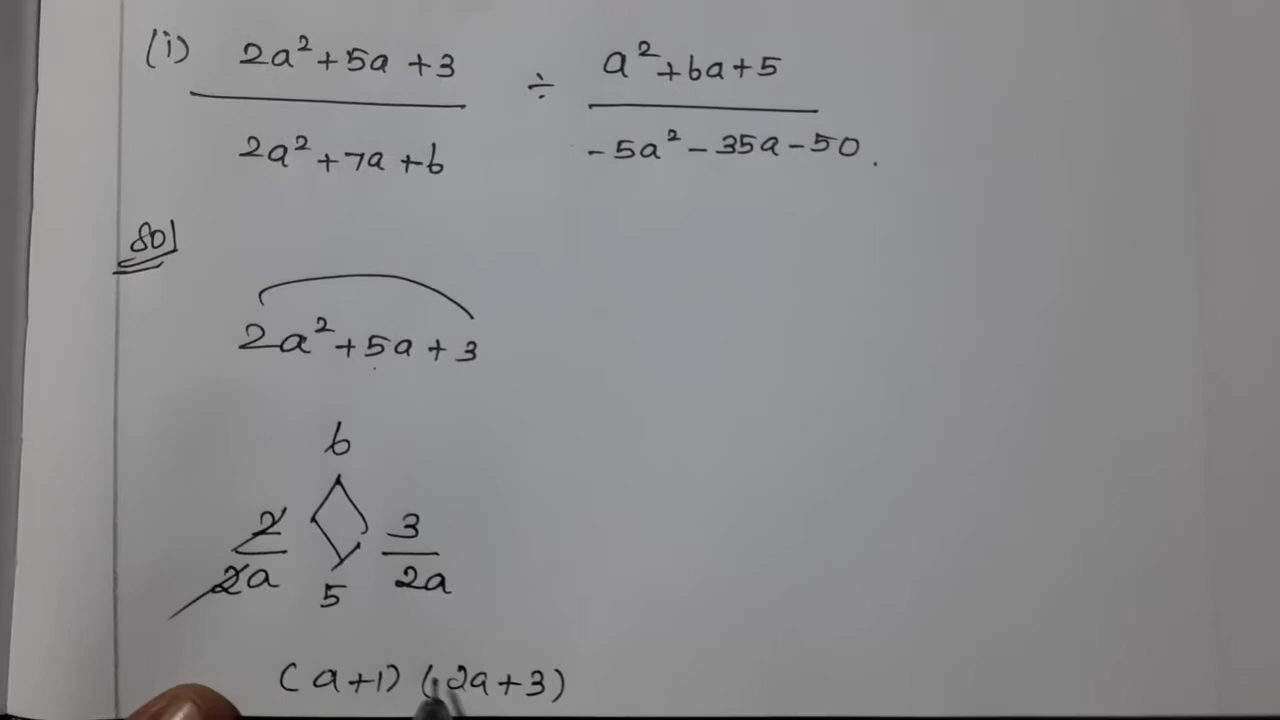 (i) 2a²+5a+3 ÷ a²+6a+5
2a²+7a+6 -5a²-35a-50.
Sol
2a²+5a+3
6
2 3
2a 5 2a
(a+1) (2a+3)